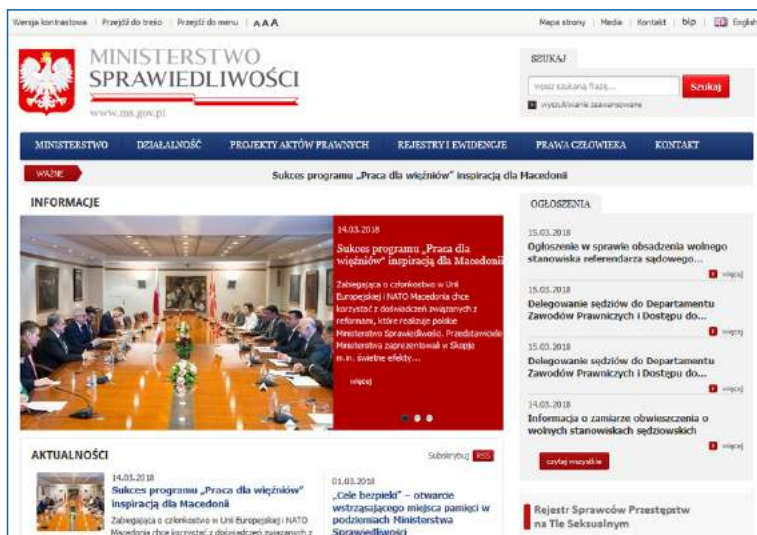 Wersja kontrastowa | Przejdź do treści | Przejdź do menu | A A A
Mapa strony | Media | Kontakt | bip | English
MINISTERSTWO
SPRAWIEDLIWOŚCI
www.ms.gov.pl
SZUKAJ
wpisz szukaną frazę...
Szukaj
wyszukiwanie zaawansowane
MINISTERSTWO DZIAŁALNOŚĆ PROJEKTY AKTÓW PRAWNYCH REJESTRY I EWIDENCJE PRAWA CZŁOWIEKA KONTAKT
WAŻNE
Sukces programu „Praca dla więźniów” inspiracją dla Macedonii
INFORMACJE
14.03.2018
Sukces programu „Praca dla
więźniów” inspiracją dla Macedonii
Zabiegająca o członkostwo w Unii
Europejskiej i NATO Macedonia chce
korzystać z doświadczeń związanych z
reformami, które realizuje polskie
Ministerstwo Sprawiedliwości. Przedstawiciele
Ministerstwa zaprezentowali w Skopje
m.in. świetne efekty...
więcej
OGŁOSZENIA
15.03.2018
Ogłoszenie w sprawie obsadzenia wolnego
stanowiska referendarza sądowego...
więcej
15.03.2018
Delegowanie sędziów do Departamentu
Zawodów Prawniczych i Dostępu do...
więcej
15.03.2018
Delegowanie sędziów do Departamentu
Zawodów Prawniczych i Dostępu do...
więcej
14.03.2018
Informacja o zamiarze obwieszczenia o
wolnych stanowiskach sędziowskich
więcej
czytaj wszystkie
AKTUALNOŚCI
Subskrybuj RSS
14.03.2018
Sukces programu „Praca dla więźniów”
inspiracją dla Macedonii
Zabiegająca o członkostwo w Unii Europejskiej i NATO
Macedonia chce korzystać z doświadczeń związanych z
01.03.2018
„Cele bezpieki” – otwarcie
wstrząsającego miejsca pamięci w
podziemiach Ministerstwa
Sprawiedliwości
Rejestr Sprawców Przestępstw
na Tle Seksualnym